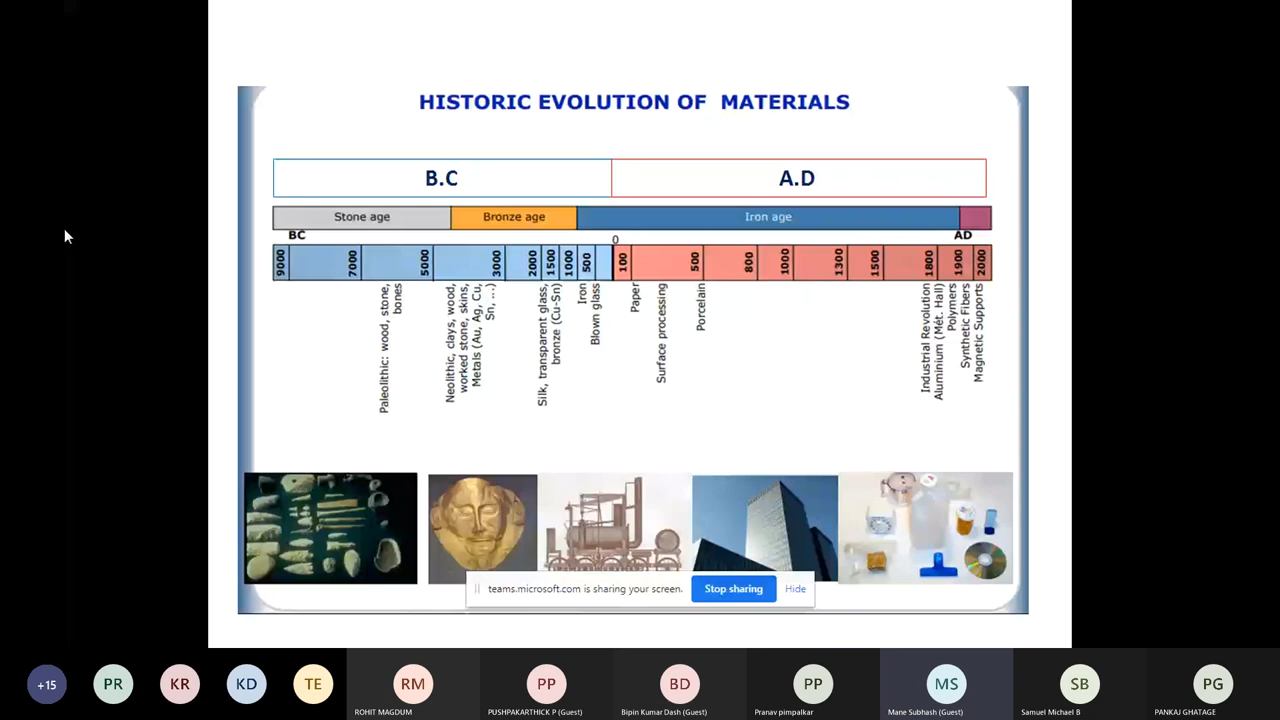 HISTORIC EVOLUTION OF MATERIALS
B.C
A.D
Stone age
Bronze age
Iron age
BC
0
AD
9000
7000
5000
3000
2000
1500
1000
500
100
500
800
1000
1300
1500
1800
1900
2000
Paleolithic: wood, stone,
bones
Neolithic, clays, wood,
worked stone, skins,
Metals (Au, Ag, Cu,
Sn, ...)
Silk, transparent glass,
bronze (Cu-Sn)
Iron
Blown glass
Paper
Surface processing
Porcelain
Industrial Revolution
Aluminium (Mét. Hall)
Polymers
Synthetic Fibers
Magnetic Supports
teams.microsoft.com is sharing your screen.
Stop sharing
Hide
+15
PR
KR
KD
TE
RM
PP
BD
PP
MS
SB
PG
ROHIT MAGDUM
PUSHPAKARTHICK P (Guest)
Bipin Kumar Dash (Guest)
Pranav pimpalkar
Mane Subhash (Guest)
Samuel Michael B
PANKAJ GHATAGE